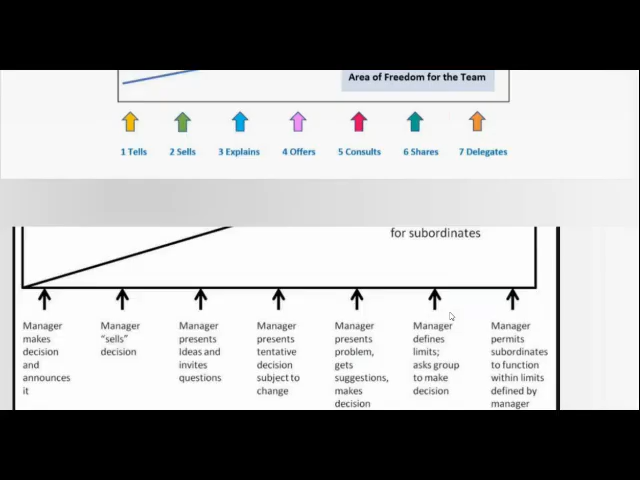 Area of Freedom for the Team
1 Tells
2 Sells
3 Explains
4 Offers
5 Consults
6 Shares
7 Delegates
for subordinates
Manager
makes
decision
and
announces
it
Manager
“sells”
decision
Manager
presents
Ideas and
invites
questions
Manager
presents
tentative
decision
subject to
change
Manager
presents
problem,
gets
suggestions,
makes
decision
Manager
defines
limits;
asks group
to make
decision
Manager
permits
subordinates
to function
within limits
defined by
manager